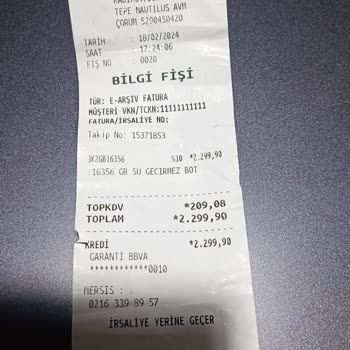 TEPE NAUTILUS AVM
ÇORUM 5290450420
TARİH : 18/02/2024
SAAT : 17:24:06
FİŞ NO : 0020
BİLGİ FİŞİ
TÜR: E-ARŞİV FATURA
MÜŞTERİ VKN/TCKN:11111111111
FATURA/İRSALİYE NO:
Takip No: 15371853
3K2GB16356 %10 *2.299,90
16356 GR SU GECIRMEZ BOT
TOPKDV *209,08
TOPLAM *2.299,90
KREDİ *2.299,90
GARANTİ BBVA
************0010
MERSIS : .
0216 339 89 57
İRSALİYE YERİNE GEÇER